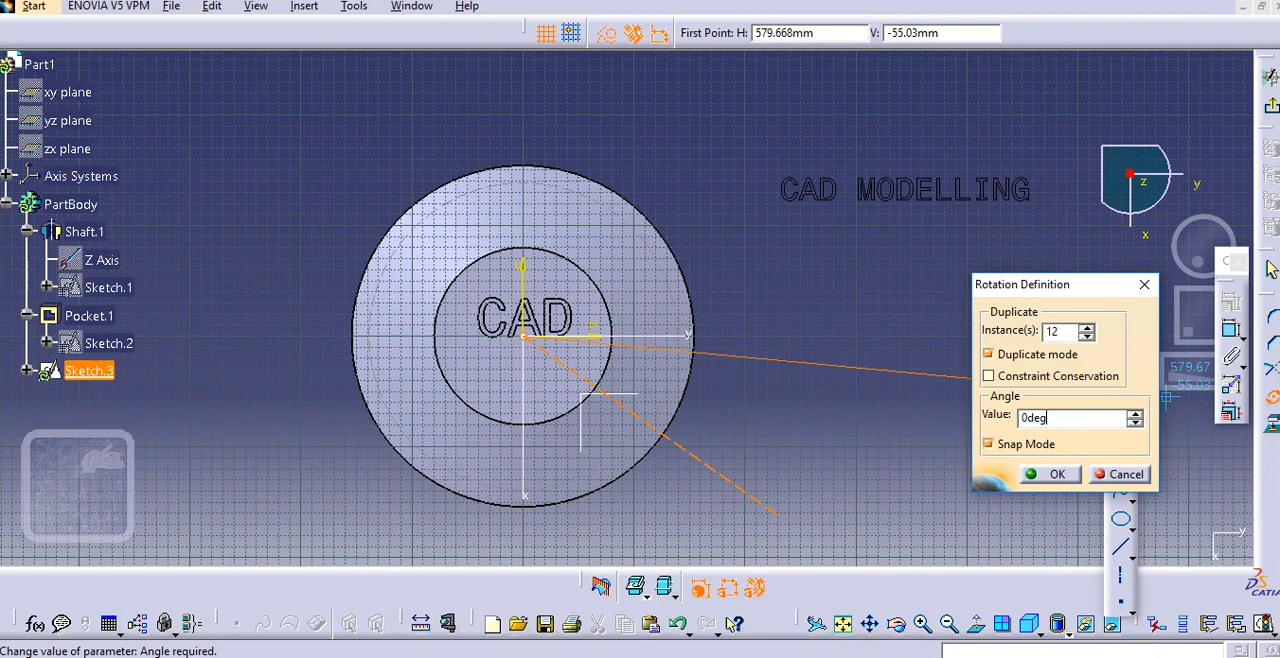 Start ENOVIA V5 VPM File Edit View Insert Tools Window Help
First Point: H: 579.668mm V: -55.03mm
Part1
xy plane
yz plane
zx plane
Axis Systems
PartBody
Shaft.1
Z Axis
Sketch.1
Pocket.1
Sketch.2
Sketch.3
CAD MODELLING
CAD
V
H
y
x
z
y
x
Rotation Definition
Duplicate
Instance(s): 12
Duplicate mode
Constraint Conservation
Angle
Value: 0deg
Snap Mode
OK Cancel
579.67
-55.03
y
x
CATIA
f(x)
Change value of parameter: Angle required.